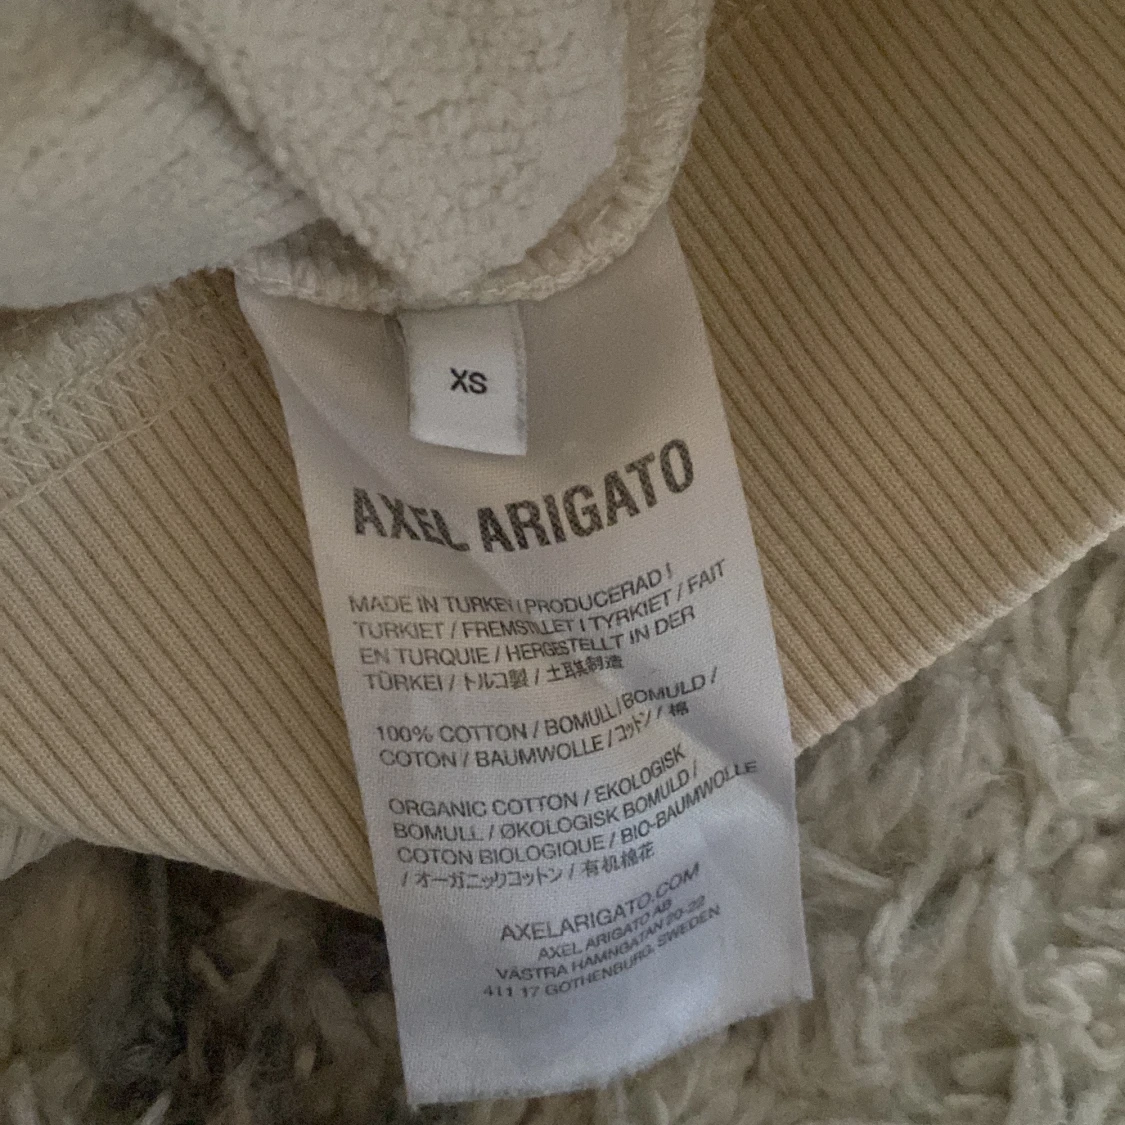 XS
AXEL ARIGATO
MADE IN TURKEY / PRODUCERAD I
TURKIET / FREMSTILLET I TYRKIET / FAIT
EN TURQUIE / HERGESTELLT IN DER
TÜRKEI / トルコ製 / 土耳其制造
100% COTTON / BOMULL / BOMULD /
COTON / BAUMWOLLE / コットン / 棉
ORGANIC COTTON / EKOLOGISK
BOMULL / ØKOLOGISK BOMULD /
COTON BIOLOGIQUE / BIO-BAUMWOLLE
/ オーガニックコットン / 有机棉花
AXELARIGATO.COM
AXEL ARIGATO AB
VÄSTRA HAMNGATAN 20-22
411 17 GOTHENBURG, SWEDEN